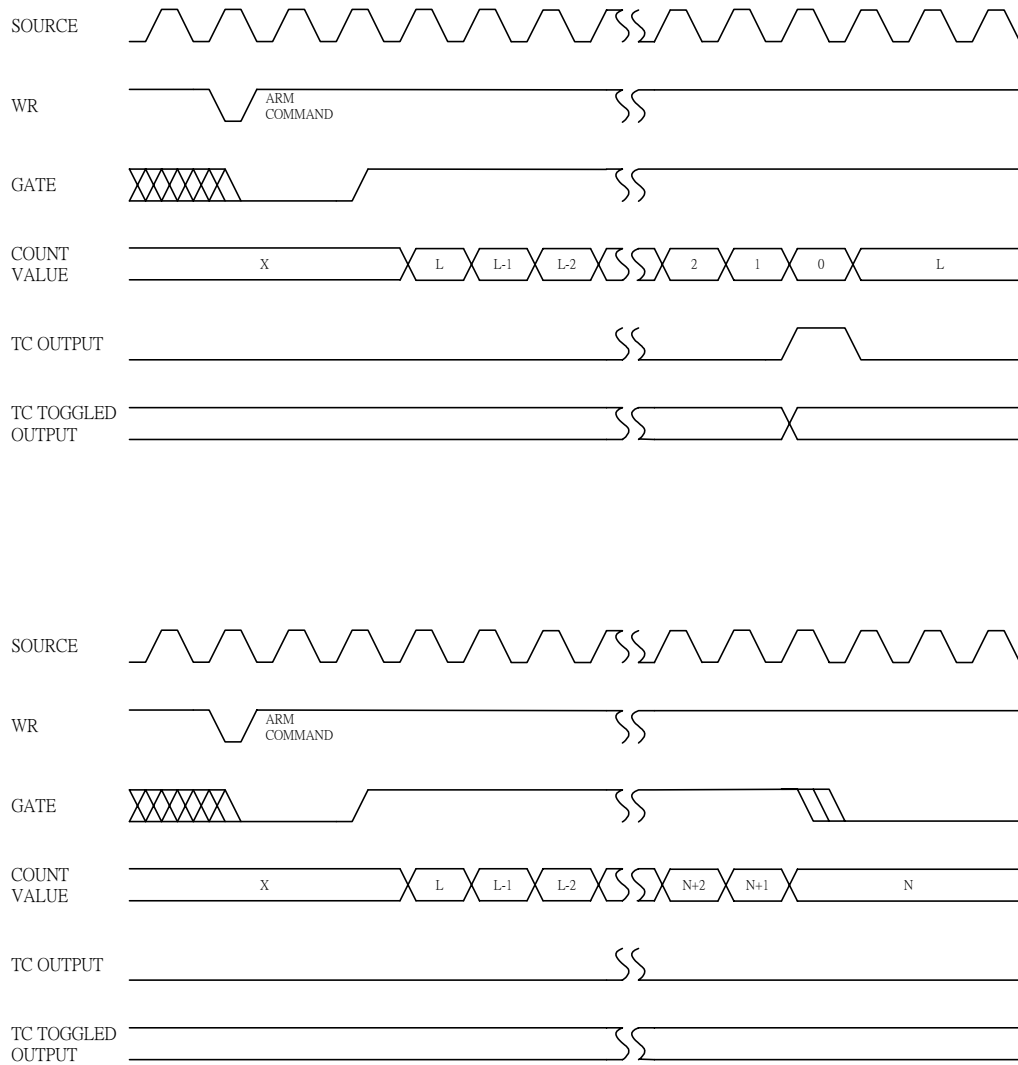 SOURCE
WR
ARM
COMMAND
GATE
COUNT
VALUE
X
L
L-1
L-2
2
1
0
L
TC OUTPUT
TC TOGGLED
OUTPUT
SOURCE
WR
ARM
COMMAND
GATE
COUNT
VALUE
X
L
L-1
L-2
N+2
N+1
N
TC OUTPUT
TC TOGGLED
OUTPUT